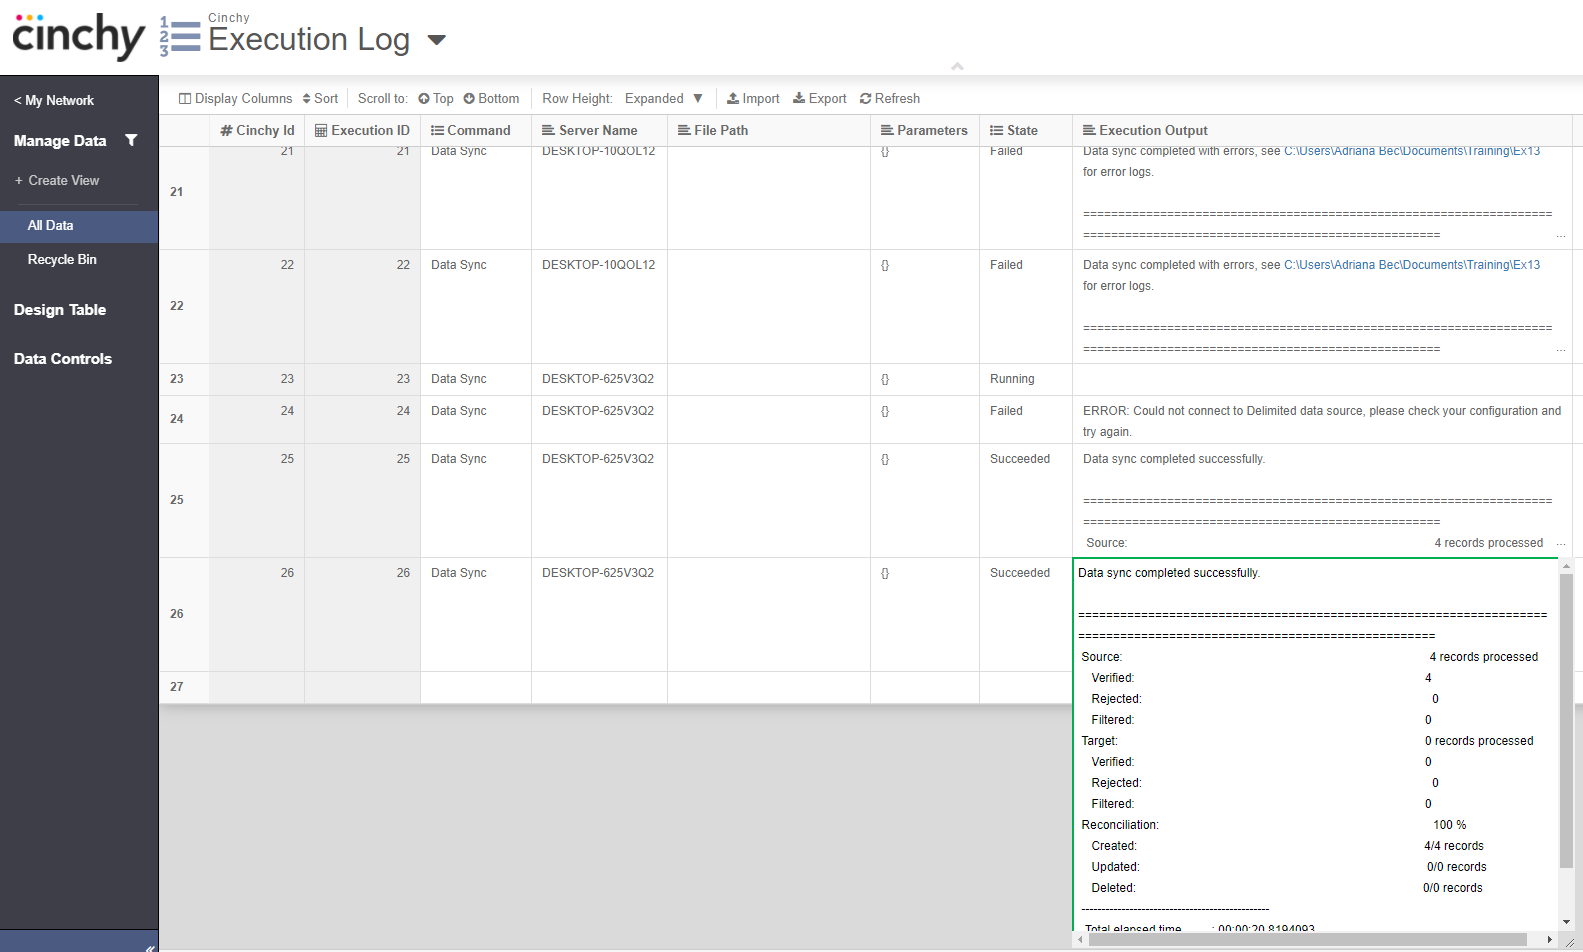 cinchy
1
2
3
Cinchy
Execution Log
< My Network
Manage Data
+ Create View
All Data
Recycle Bin
Design Table
Data Controls
«
Display Columns Sort Scroll to: Top Bottom Row Height: Expanded ▼ Import Export Refresh
# Cinchy Id Execution ID Command Server Name File Path Parameters State Execution Output
21 21 21 Data Sync DESKTOP-10QOL12 {} Failed Data sync completed with errors, see C:\Users\Adriana Bec\Documents\Training\Ex13
for error logs.
===================================================================
===================================================
...
22 22 22 Data Sync DESKTOP-10QOL12 {} Failed Data sync completed with errors, see C:\Users\Adriana Bec\Documents\Training\Ex13
for error logs.
===================================================================
===================================================
...
23 23 23 Data Sync DESKTOP-625V3Q2 {} Running
24 24 24 Data Sync DESKTOP-625V3Q2 {} Failed ERROR: Could not connect to Delimited data source, please check your configuration and
try again.
25 25 25 Data Sync DESKTOP-625V3Q2 {} Succeeded Data sync completed successfully.
===================================================================
===================================================
Source: 4 records processed ...
26 26 26 Data Sync DESKTOP-625V3Q2 {} Succeeded Data sync completed successfully.
===================================================================
===================================================
Source: 4 records processed
Verified: 4
Rejected: 0
Filtered: 0
Target: 0 records processed
Verified: 0
Rejected: 0
Filtered: 0
Reconciliation: 100 %
Created: 4/4 records
Updated: 0/0 records
Deleted: 0/0 records
-----------------------------------------------
Total elapsed time : 00:00:20.8194093
27